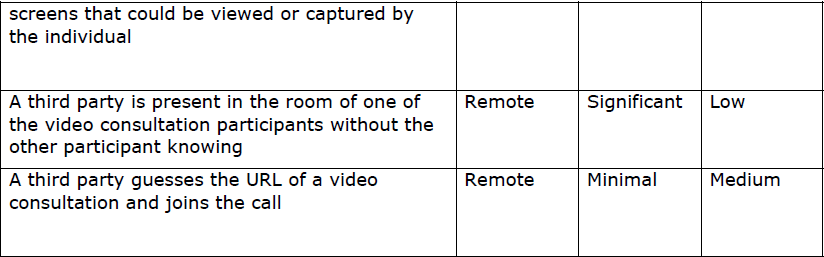 screens that could be viewed or captured by
the individual
A third party is present in the room of one of Remote Significant Low
the video consultation participants without the
other participant knowing
A third party guesses the URL of a video Remote Minimal Medium
consultation and joins the call